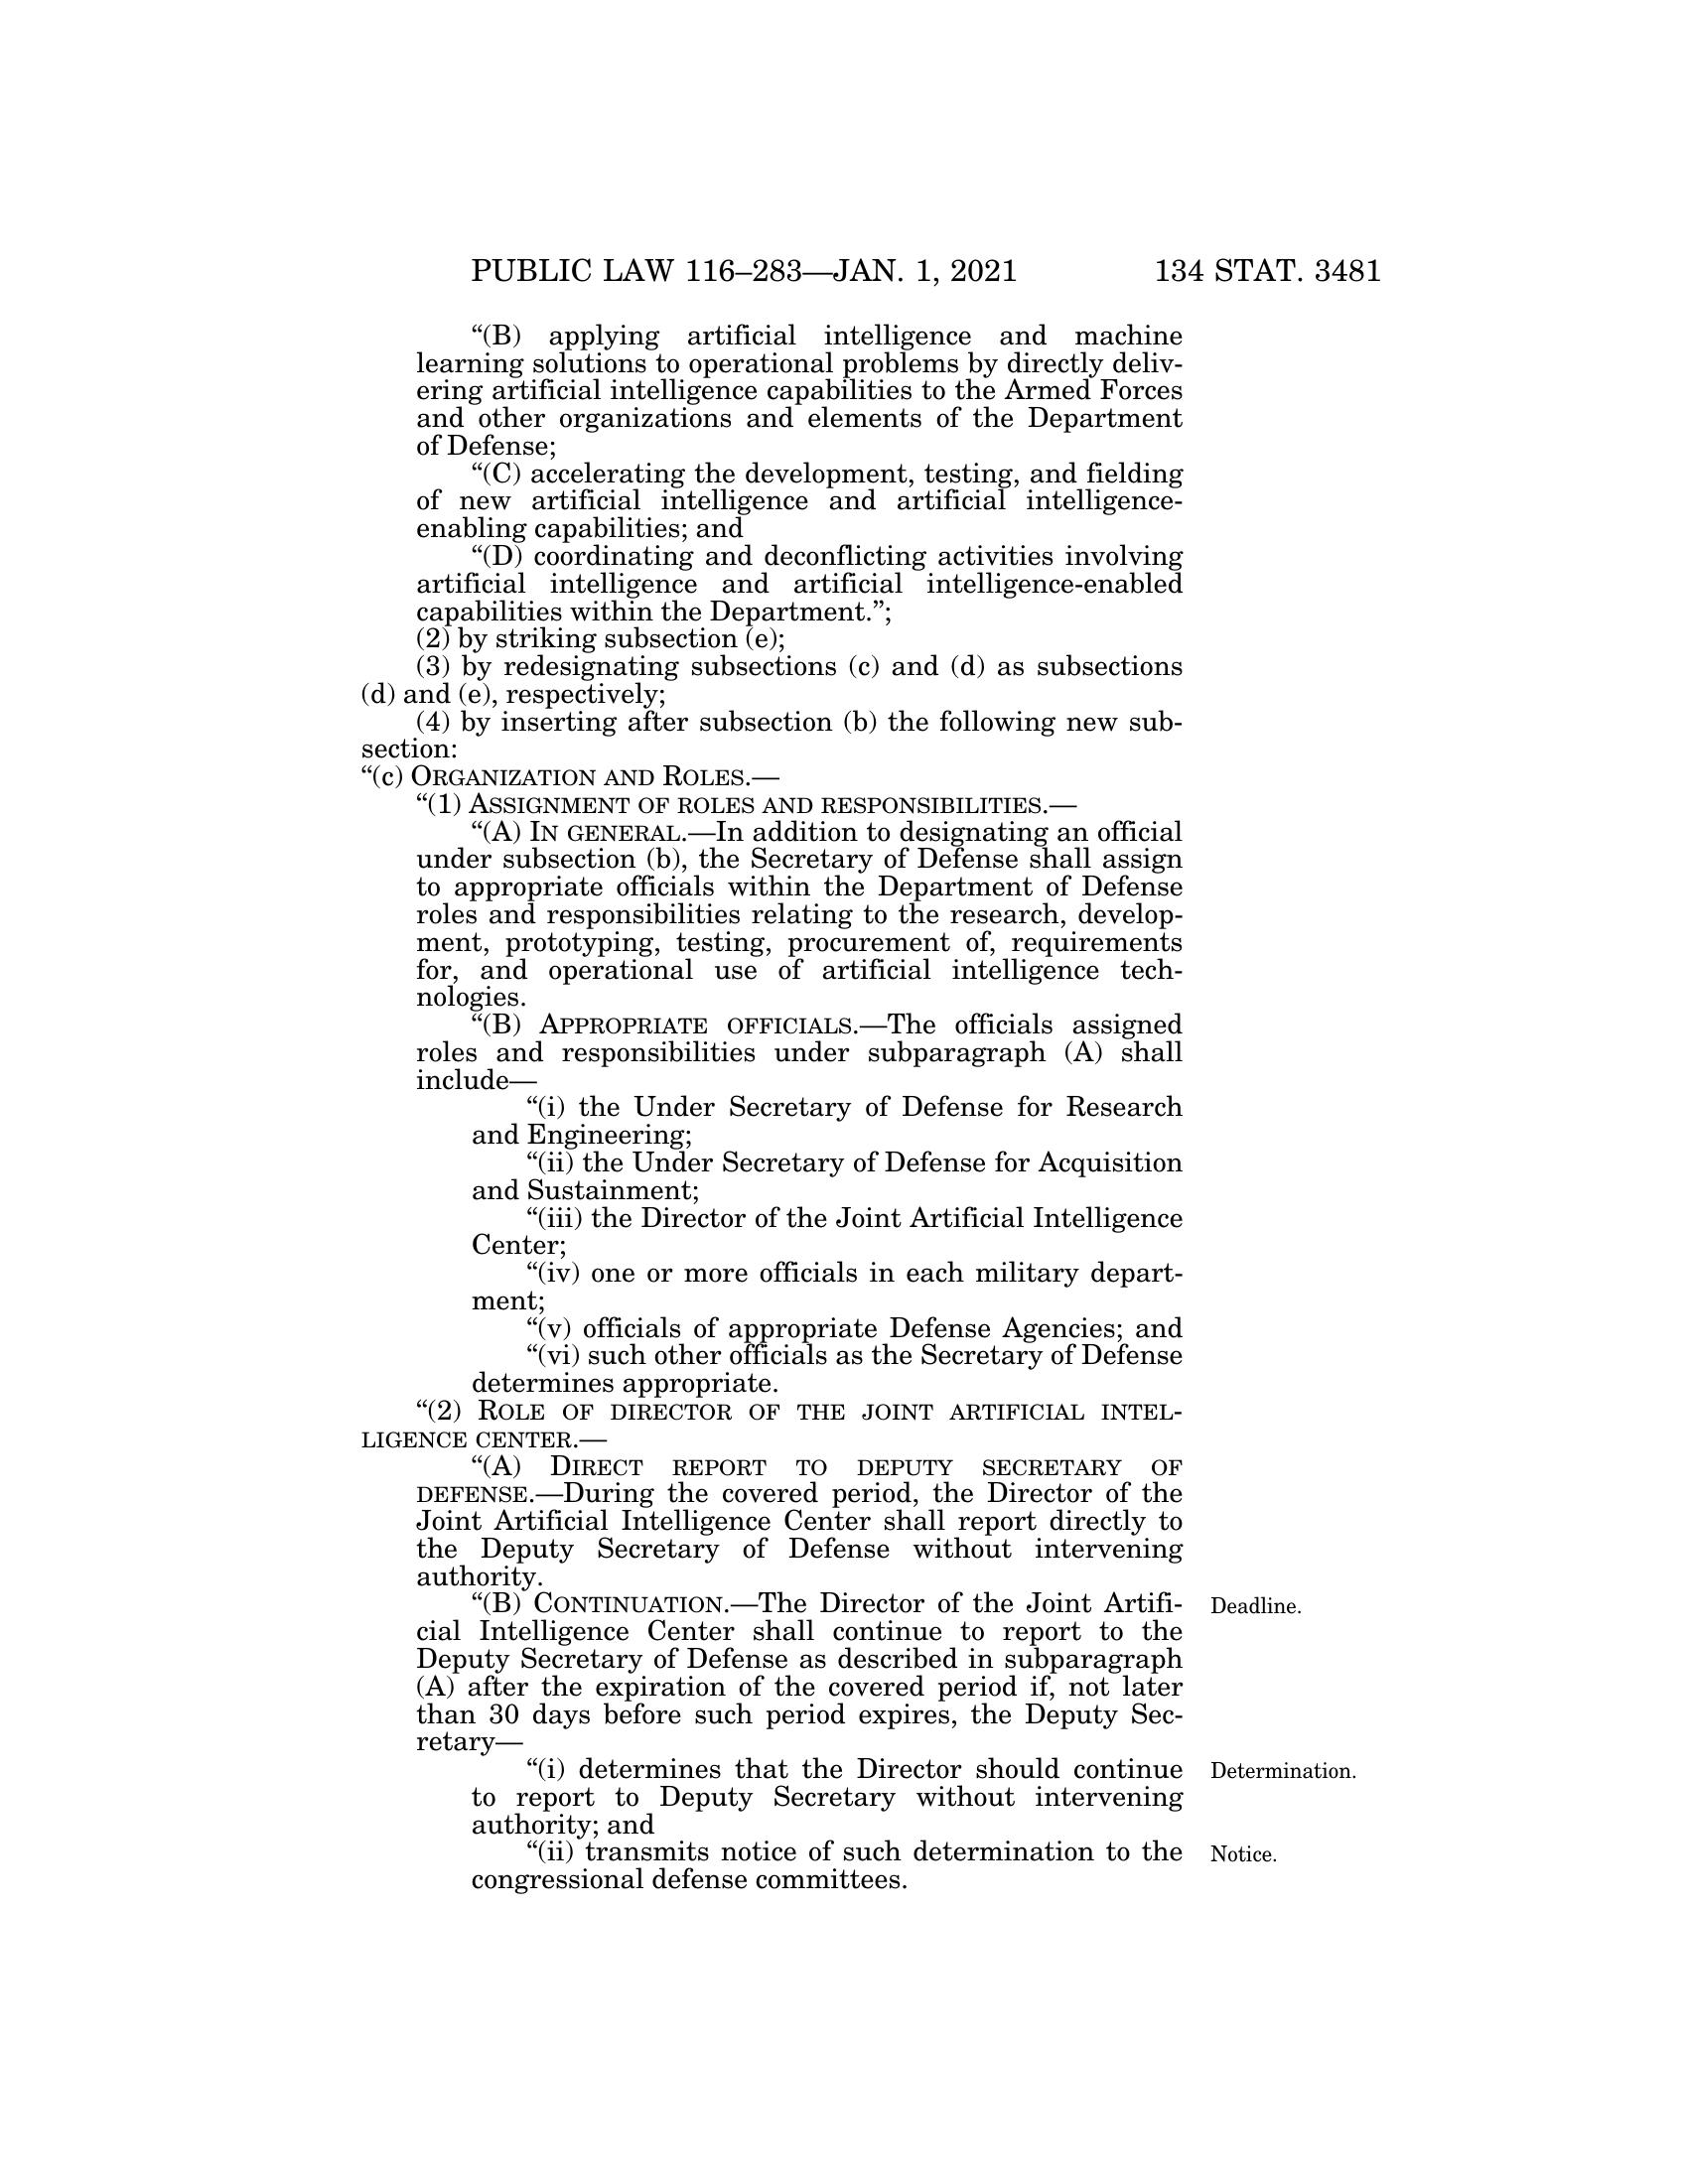 PUBLIC LAW 116–283—JAN. 1, 2021 134 STAT. 3481
“(B) applying artificial intelligence and machine
learning solutions to operational problems by directly deliv-
ering artificial intelligence capabilities to the Armed Forces
and other organizations and elements of the Department
of Defense;
“(C) accelerating the development, testing, and fielding
of new artificial intelligence and artificial intelligence-
enabling capabilities; and
“(D) coordinating and deconflicting activities involving
artificial intelligence and artificial intelligence-enabled
capabilities within the Department.”;
(2) by striking subsection (e);
(3) by redesignating subsections (c) and (d) as subsections
(d) and (e), respectively;
(4) by inserting after subsection (b) the following new sub-
section:
“(c) ORGANIZATION AND ROLES.—
“(1) ASSIGNMENT OF ROLES AND RESPONSIBILITIES.—
“(A) IN GENERAL.—In addition to designating an official
under subsection (b), the Secretary of Defense shall assign
to appropriate officials within the Department of Defense
roles and responsibilities relating to the research, develop-
ment, prototyping, testing, procurement of, requirements
for, and operational use of artificial intelligence tech-
nologies.
“(B) APPROPRIATE OFFICIALS.—The officials assigned
roles and responsibilities under subparagraph (A) shall
include—
“(i) the Under Secretary of Defense for Research
and Engineering;
“(ii) the Under Secretary of Defense for Acquisition
and Sustainment;
“(iii) the Director of the Joint Artificial Intelligence
Center;
“(iv) one or more officials in each military depart-
ment;
“(v) officials of appropriate Defense Agencies; and
“(vi) such other officials as the Secretary of Defense
determines appropriate.
“(2) ROLE OF DIRECTOR OF THE JOINT ARTIFICIAL INTEL-
LIGENCE CENTER.—
“(A) DIRECT REPORT TO DEPUTY SECRETARY OF
DEFENSE.—During the covered period, the Director of the
Joint Artificial Intelligence Center shall report directly to
the Deputy Secretary of Defense without intervening
authority.
“(B) CONTINUATION.—The Director of the Joint Artifi-
cial Intelligence Center shall continue to report to the
Deputy Secretary of Defense as described in subparagraph
(A) after the expiration of the covered period if, not later
than 30 days before such period expires, the Deputy Sec-
retary—
“(i) determines that the Director should continue
to report to Deputy Secretary without intervening
authority; and
“(ii) transmits notice of such determination to the
congressional defense committees.
Deadline.
Determination.
Notice.